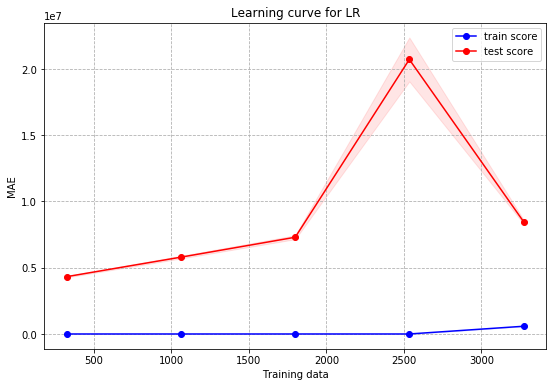 Learning curve for LR
1e7
train score
test score
2.0
1.5
1.0
0.5
0.0
MAE
500
1000
1500
2000
2500
3000
Training data